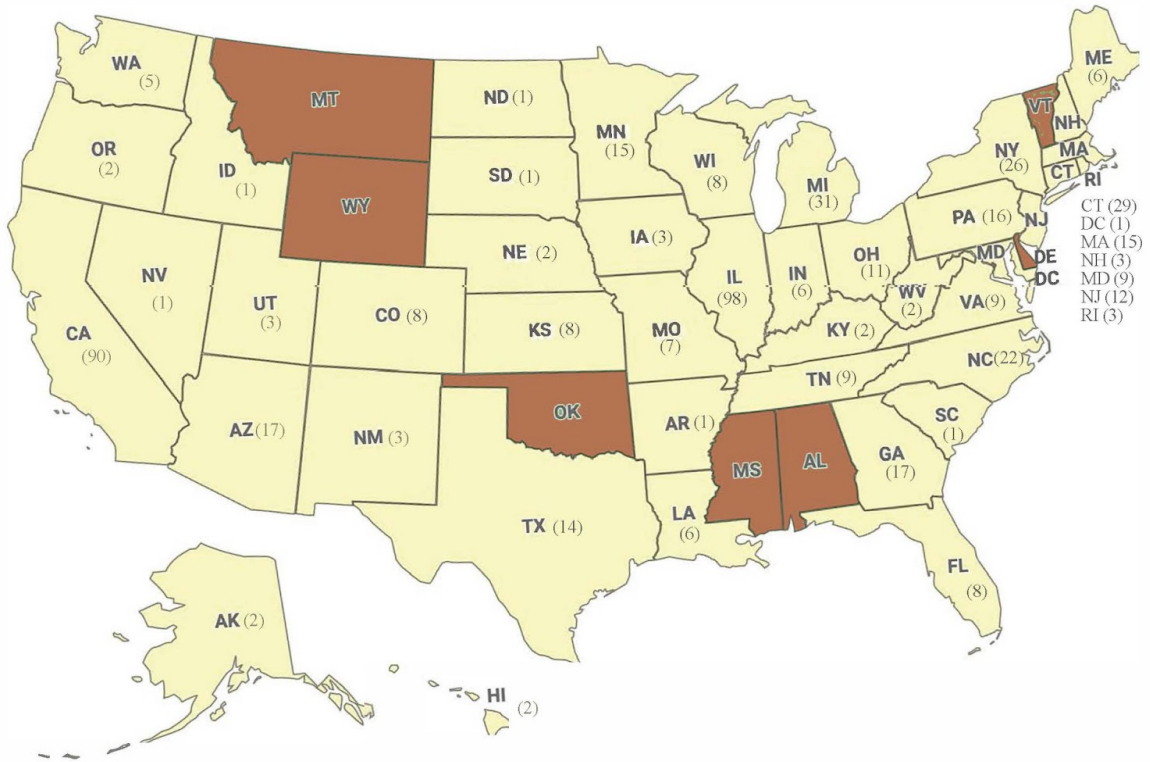 WA
(5)
MT
ND (1)
MN
(15)
ME
(6)
VT
NH
OR
(2)
ID
(1)
SD (1)
WI
(8)
MI
(31)
NY
(26)
MA
CT
RI
WY
NE (2)
IA (3)
PA (16)
NJ
CT (29)
DC (1)
MA (15)
NH (3)
MD (9)
NJ (12)
RI (3)
NV
(1)
UT
(3)
CO (8)
KS (8)
MO
(7)
IL
(98)
IN
(6)
OH
(11)
MD
DE
DC
WV
(2)
VA(9)
KY (2)
CA
(90)
AZ(17)
NM (3)
OK
AR (1)
TN (9)
NC(22)
SC
(1)
MS
AL
GA
(17)
TX (14)
LA
(6)
FL
(8)
AK (2)
HI
(2)